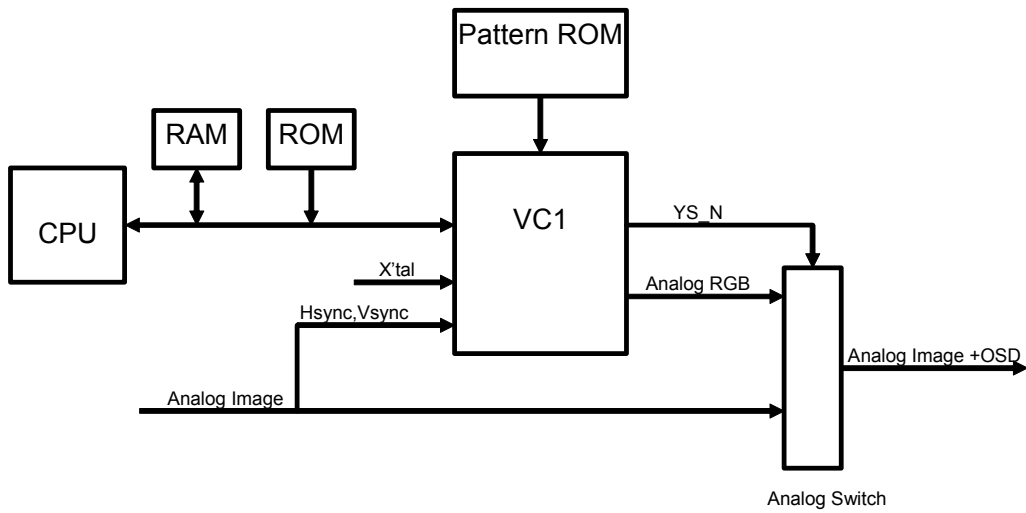 Pattern ROM
RAM
ROM
CPU
VC1
YS_N
X'tal
Analog RGB
Hsync,Vsync
Analog Image +OSD
Analog Image
Analog Switch